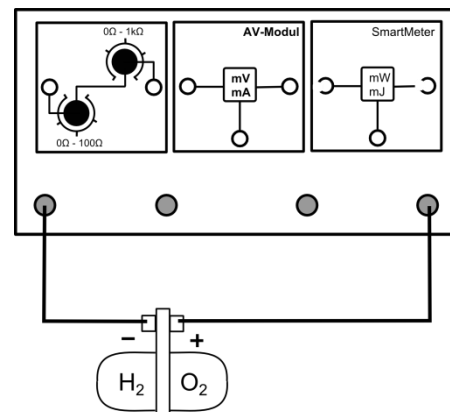 0Ω - 1kΩ
0Ω - 100Ω
AV-Modul
mV
mA
SmartMeter
mW
mJ
− +
H₂ O₂